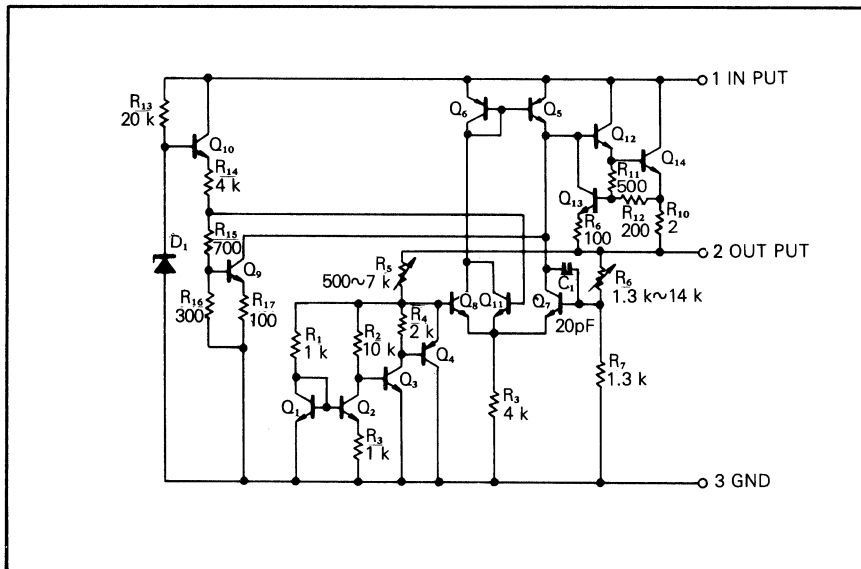 1 IN PUT
R13
20 k
Q6
Q5
Q10
Q12
Q14
R14
4 k
R11
500
Q13
R12
200
R10
2
R6
100
R15
700
D1
Q9
2 OUT PUT
R5
500~7 k
R6
1.3 k~14 k
C1
R16
300
R17
100
Q8
Q11
Q7
20pF
R1
1 k
R2
10 k
R4
2 k
Q4
R7
1.3 k
Q3
Q1
Q2
R3
4 k
R3
1 k
3 GND